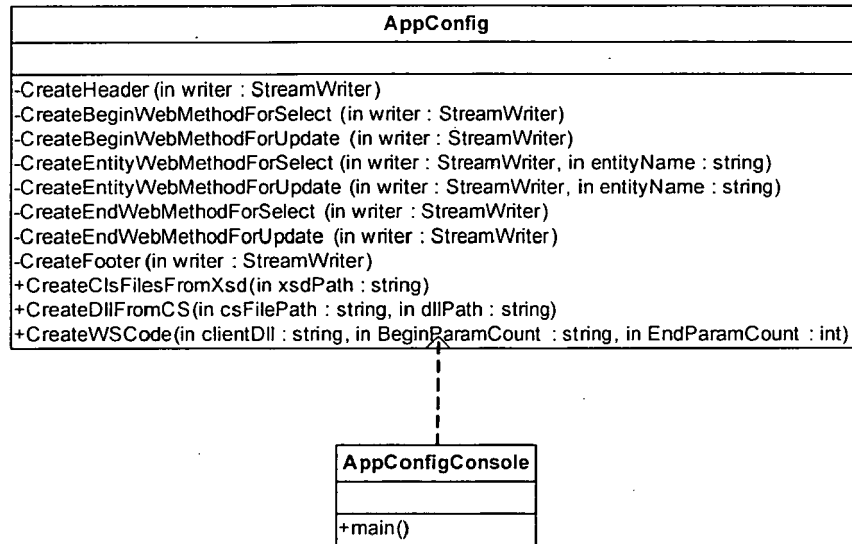 AppConfig
-CreateHeader (in writer : StreamWriter)
-CreateBeginWebMethodForSelect (in writer : StreamWriter)
-CreateBeginWebMethodForUpdate (in writer : StreamWriter)
-CreateEntityWebMethodForSelect (in writer : StreamWriter, in entityName : string)
-CreateEntityWebMethodForUpdate (in writer : StreamWriter, in entityName : string)
-CreateEndWebMethodForSelect (in writer : StreamWriter)
-CreateEndWebMethodForUpdate (in writer : StreamWriter)
-CreateFooter (in writer : StreamWriter)
+CreateClsFilesFromXsd(in xsdPath : string)
+CreateDllFromCS(in csFilePath : string, in dllPath : string)
+CreateWSCode(in clientDll : string, in BeginParamCount : string, in EndParamCount : int)
AppConfigConsole
+main()